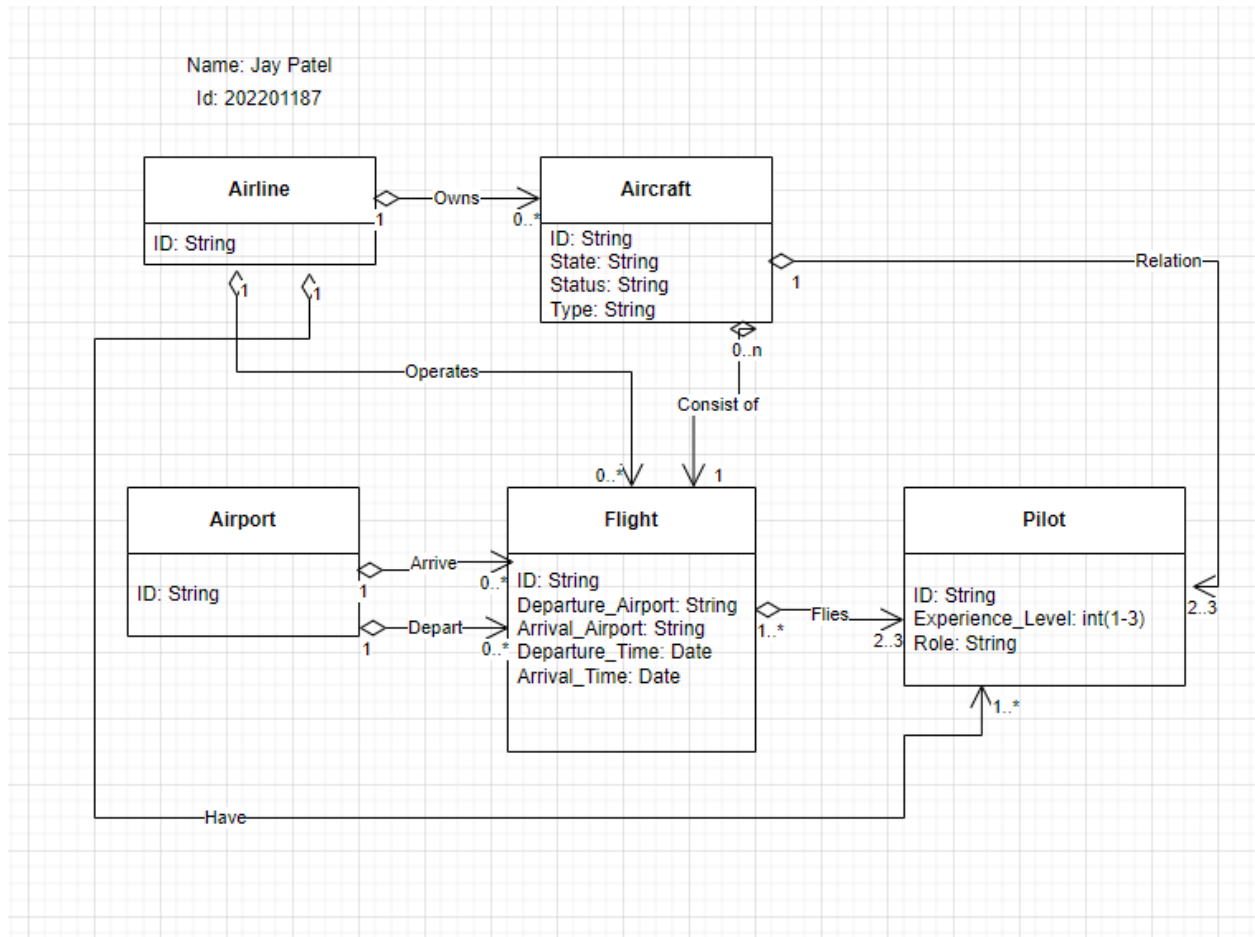 Name: Jay Patel
Id: 202201187
Airline
ID: String
1
Owns
0..*
Aircraft
ID: String
State: String
Status: String
Type: String
1
Relation
1
1
0..n
Operates
Consist of
0..*
1
Airport
ID: String
Arrive
1
0..*
Depart
1
0..*
Flight
ID: String
Departure_Airport: String
Arrival_Airport: String
Departure_Time: Date
Arrival_Time: Date
Flies
1..*
2..3
Pilot
ID: String
Experience_Level: int(1-3)
Role: String
2..3
1..*
Have